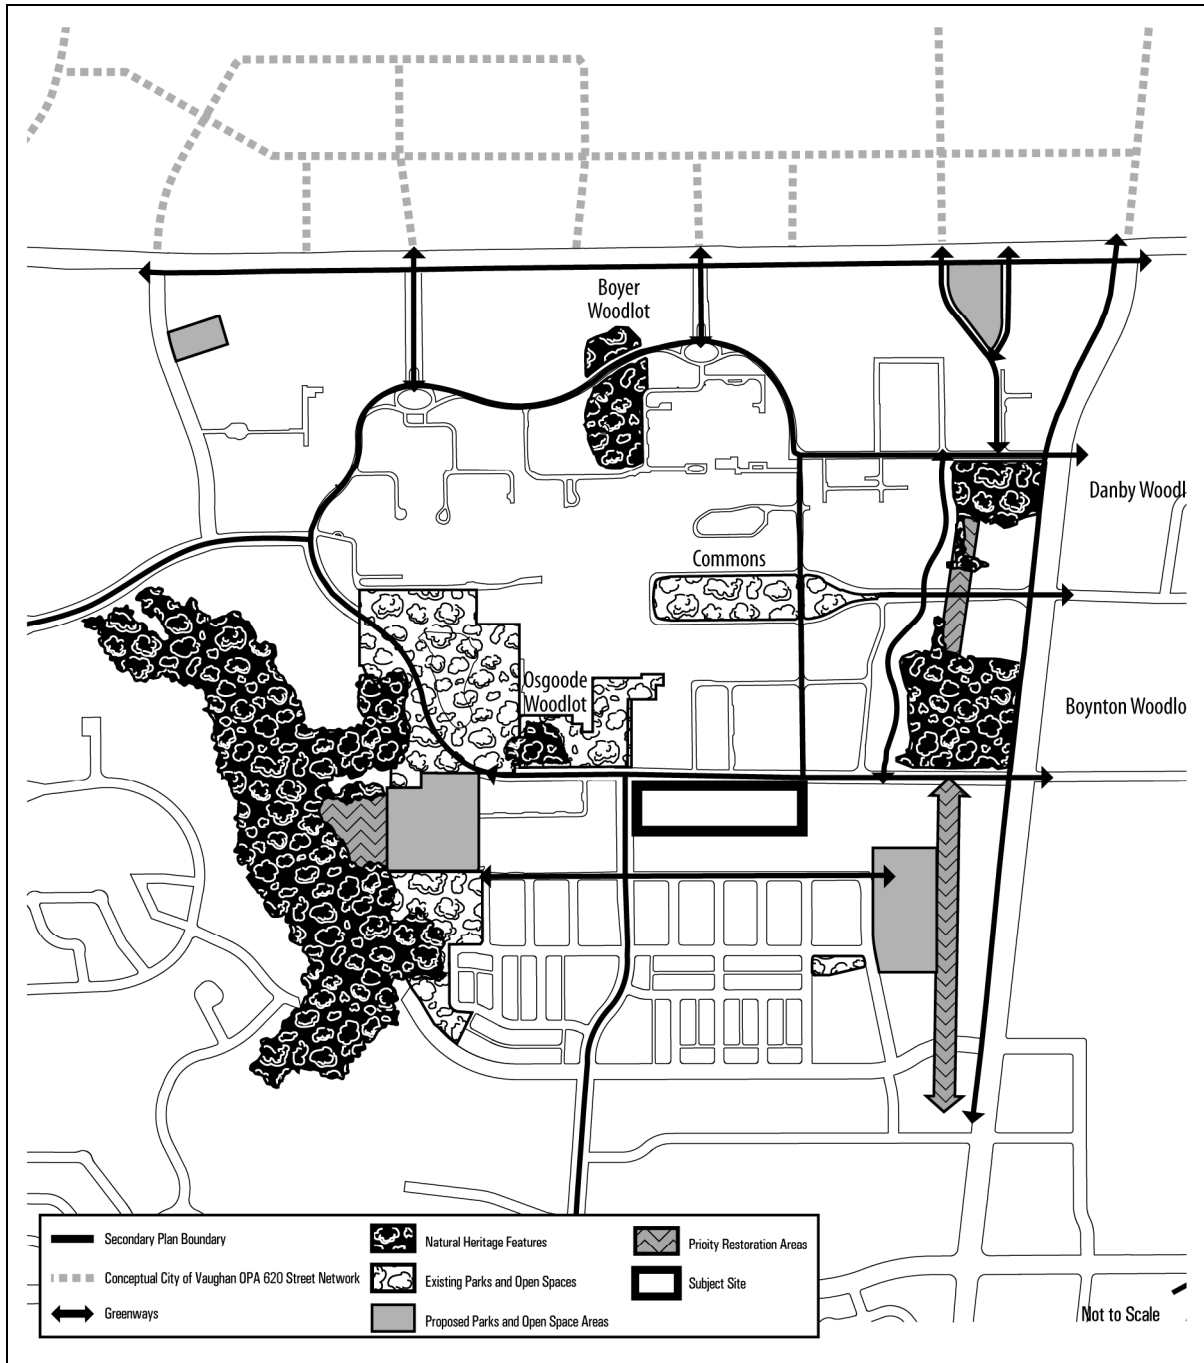 Boyer
Woodlot
Danby Woodl
Commons
Osgoode
Woodlot
Boynton Woodlo
Secondary Plan Boundary
Conceptual City of Vaughan OPA 620 Street Network
Greenways
Natural Heritage Features
Existing Parks and Open Spaces
Proposed Parks and Open Space Areas
Prioity Restoration Areas
Subject Site
Not to Scale